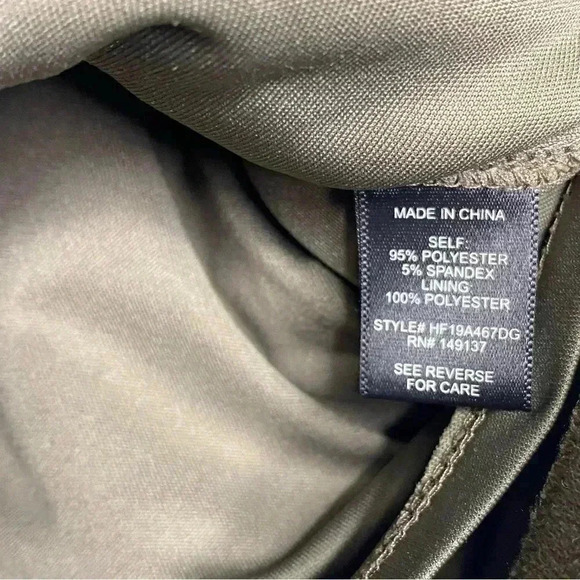 MADE IN CHINA
SELF:
95% POLYESTER
5% SPANDEX
LINING:
100% POLYESTER
STYLE# HF19A467DG
RN# 149137
SEE REVERSE
FOR CARE